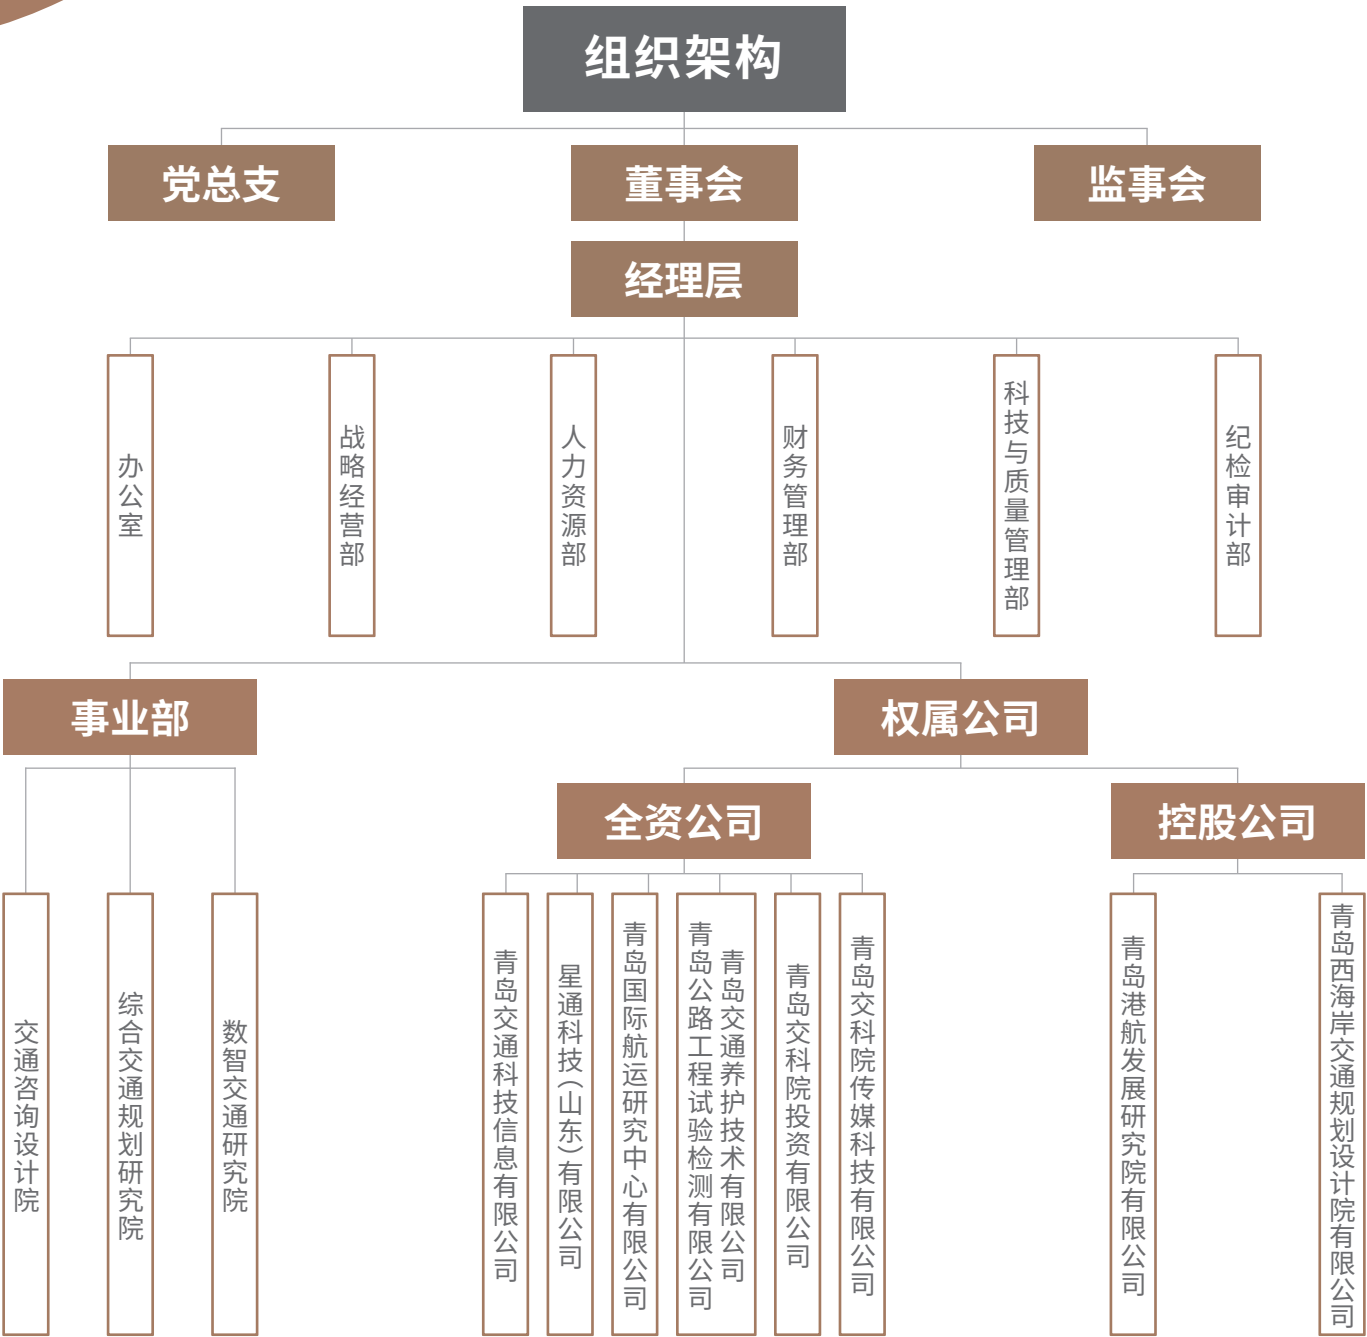 组织架构
党总支
董事会
监事会
经理层
办公室
战略经营部
人力资源部
财务管理部
科技与质量管理部
纪检审计部
事业部
权属公司
全资公司
控股公司
交通咨询设计院
综合交通规划研究院
数智交通研究院
青岛交通科技信息有限公司
星通科技（山东）有限公司
青岛国际航运研究中心有限公司
青岛公路工程试验检测有限公司
青岛交通养护技术有限公司
青岛交科院投资有限公司
青岛交科院传媒科技有限公司
青岛港航发展研究院有限公司
青岛西海岸交通规划设计院有限公司